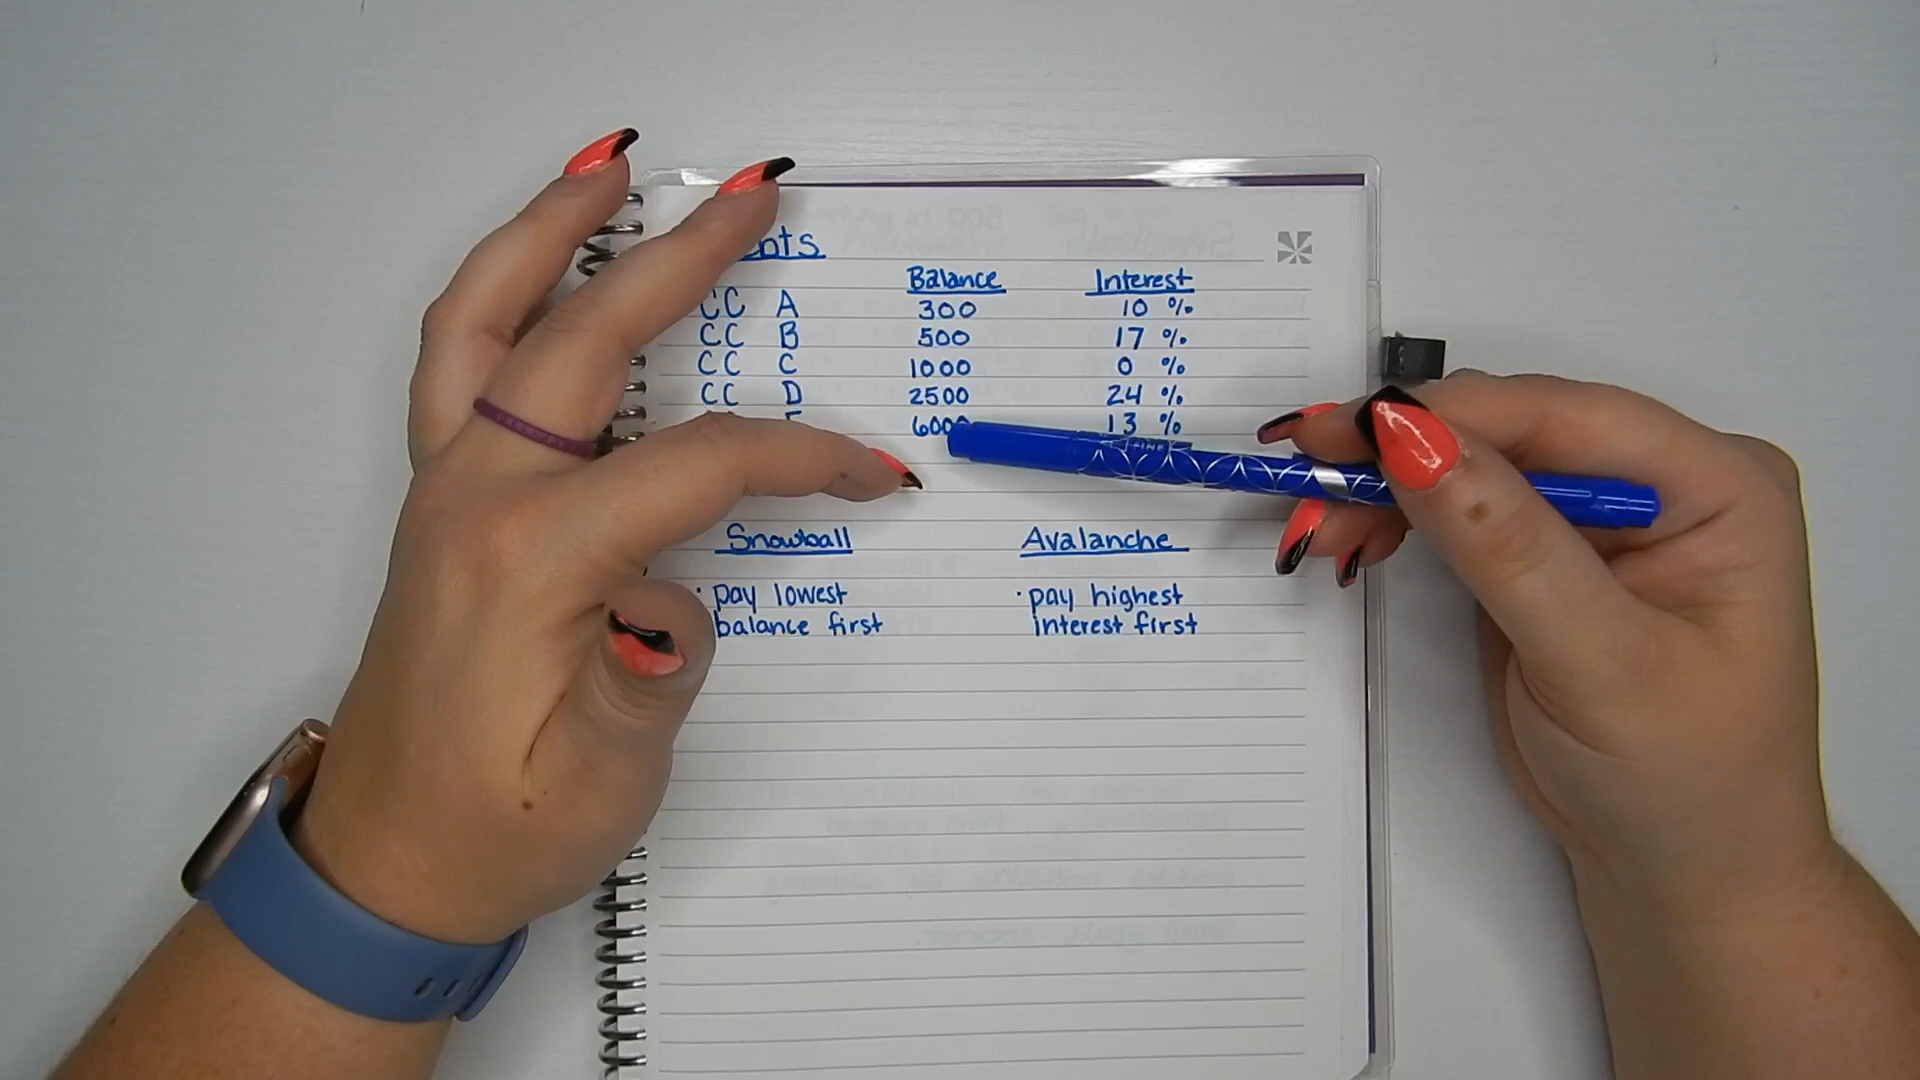 Balance Interest
CC A 300 10 %
CC B 500 17 %
CC C 1000 0 %
CC D 2500 24 %
6000 13 %
Snowball Avalanche
· pay lowest · pay highest
balance first interest first